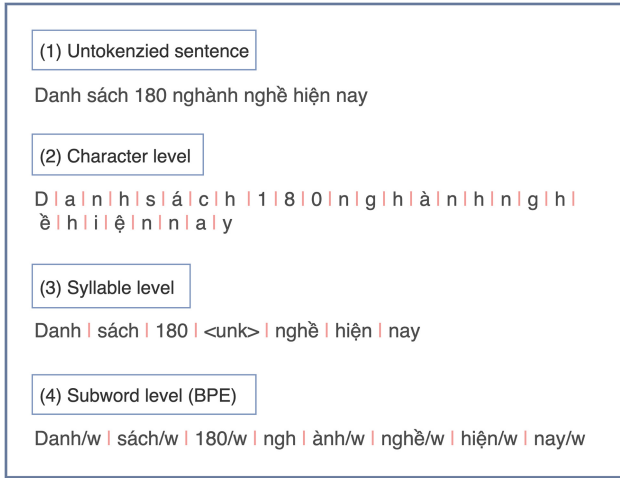 (1) Untokenzied sentence
Danh sách 180 nghành nghề hiện nay
(2) Character level
D | a | n | h | s | á | c | h | 1 | 8 | 0 | n | g | h | à | n | h | n | g | h |
ề | h | i | ệ | n | n | a | y
(3) Syllable level
Danh | sách | 180 | <unk> | nghề | hiện | nay
(4) Subword level (BPE)
Danh/w | sách/w | 180/w | ngh | ành/w | nghề/w | hiện/w | nay/w